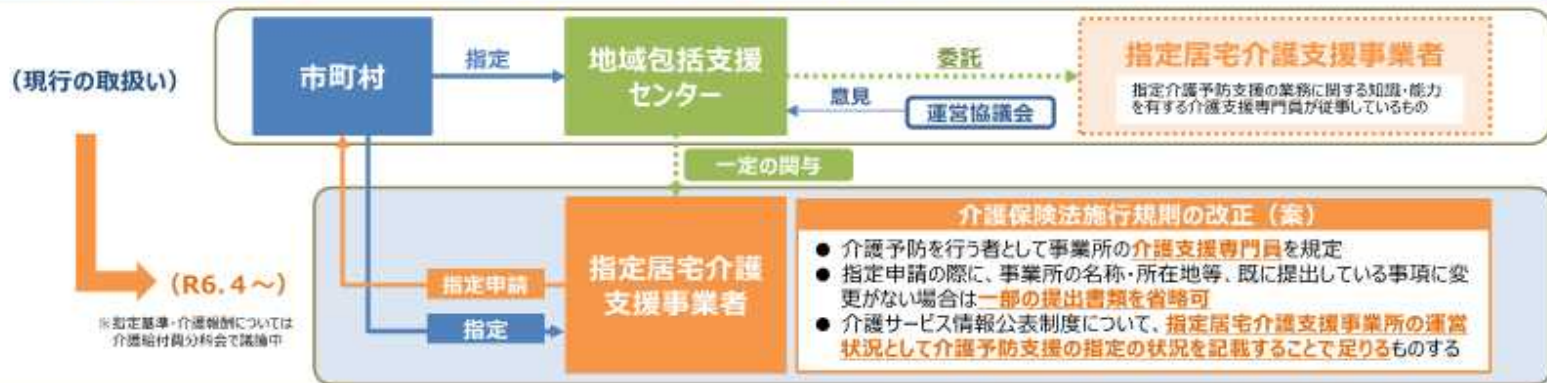 （現行の取扱い）
市町村
指定
地域包括支援
センター
委託
意見
運営協議会
指定居宅介護支援事業者
指定介護予防支援の業務に関する知識・能力
を有する介護支援専門員が従事しているもの
一定の関与
（R6.4～）
※指定基準・介護報酬については
介護給付費分科会で議論中
指定申請
指定
指定居宅介護
支援事業者
介護保険法施行規則の改正（案）
● 介護予防を行う者として事業所の介護支援専門員を規定
● 指定申請の際に、事業所の名称・所在地等、既に提出している事項に変
更がない場合は一部の提出書類を省略可
● 介護サービス情報公表制度について、指定居宅介護支援事業所の運営
状況として介護予防支援の指定の状況を記載することで足りるものする